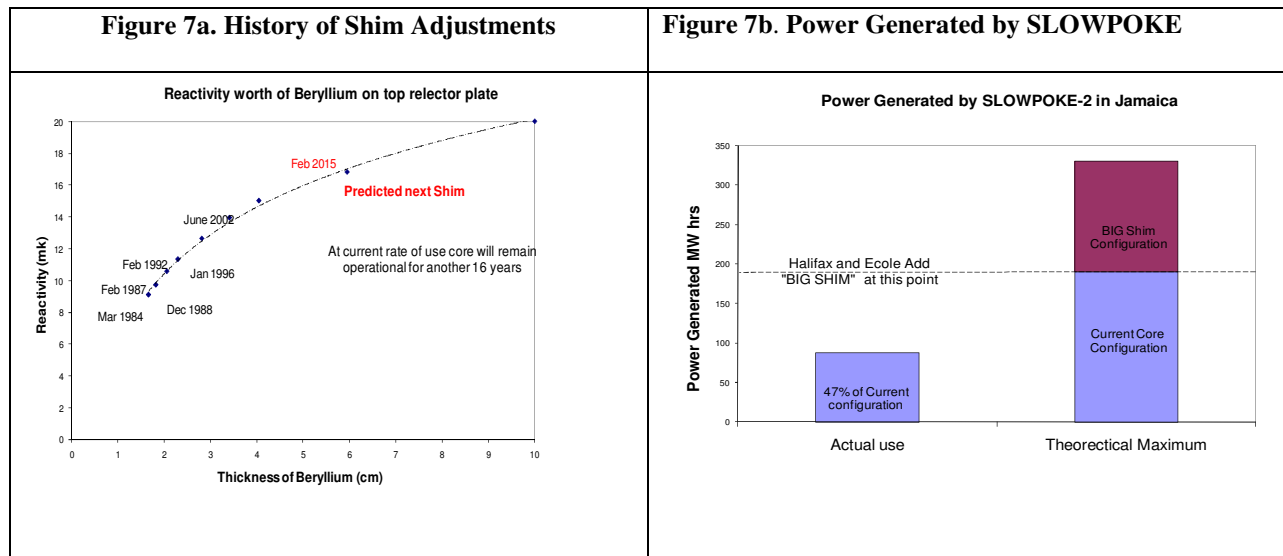 Figure 7a. History of Shim Adjustments
Figure 7b. Power Generated by SLOWPOKE
Reactivity worth of Beryllium on top relector plate
Reactivity (mk)
20
18
16
14
12
10
8
6
4
2
0
Feb 2015
Predicted next Shim
June 2002
At current rate of use core will remain
operational for another 16 years
Feb 1992
Jan 1996
Feb 1987
Dec 1988
Mar 1984
0 1 2 3 4 5 6 7 8 9 10
Thickness of Beryllium (cm)
Power Generated by SLOWPOKE-2 in Jamaica
Power Generated MW hrs
350
300
250
200
150
100
50
0
BIG Shim
Configuration
Halifax and Ecole Add
"BIG SHIM" at this point
Current Core
Configuration
47% of Current
configuration
Actual use
Theorectical Maximum